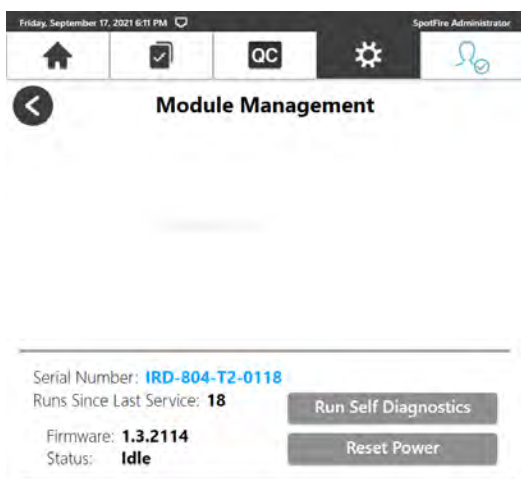 Friday, September 17, 2021 6:11 PM
SpotFire Administrator
QC
Module Management
Serial Number: IRD-804-T2-0118
Runs Since Last Service: 18
Run Self Diagnostics
Firmware: 1.3.2114
Status: Idle
Reset Power